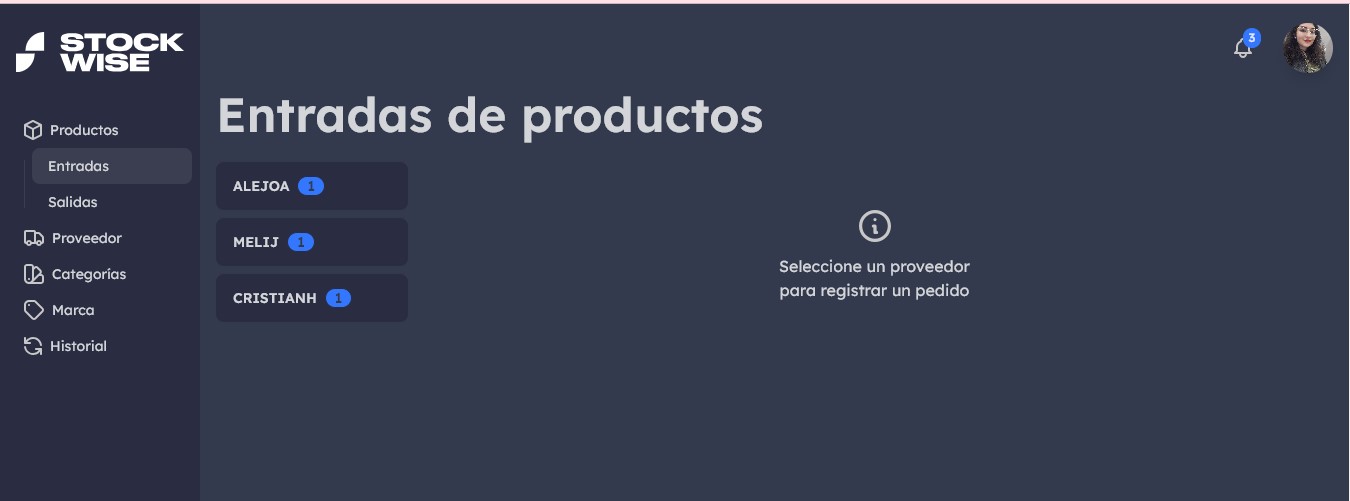 STOCK
WISE
3
Entradas de productos
Productos
Entradas
Salidas
Proveedor
Categorías
Marca
Historial
ALEJOA 1
MELIJ 1
CRISTIANH 1
Seleccione un proveedor
para registrar un pedido